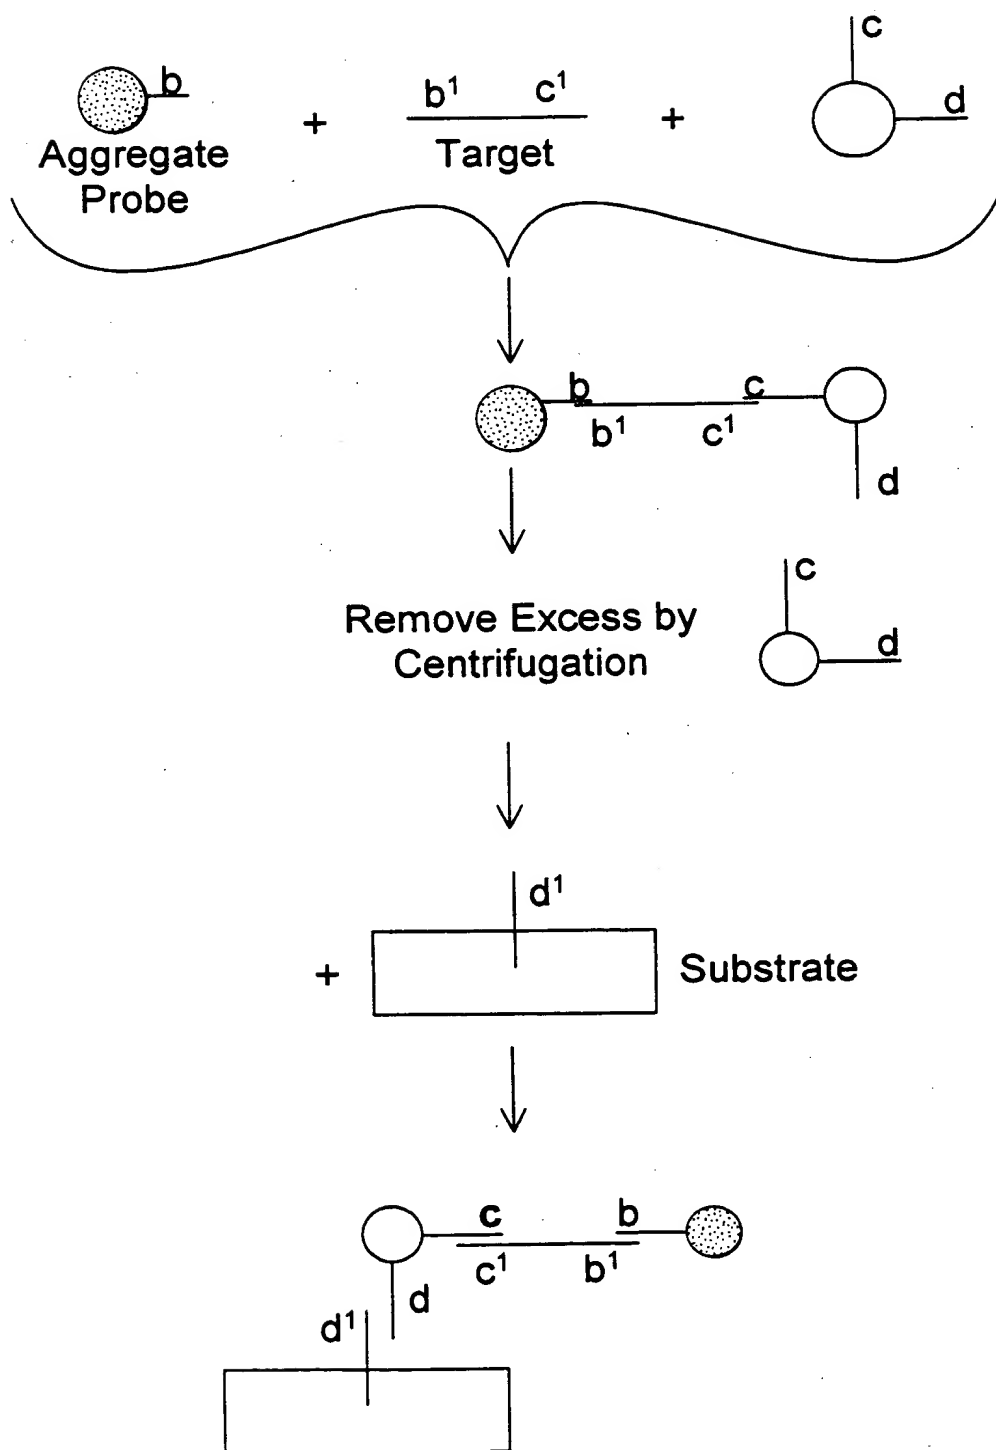 c
b
b¹ c¹
d
+
+
Aggregate
Probe
Target
b
c
b¹
c¹
d
c
Remove Excess by
Centrifugation
d
d¹
+
Substrate
c
b
c¹
b¹
d
d¹